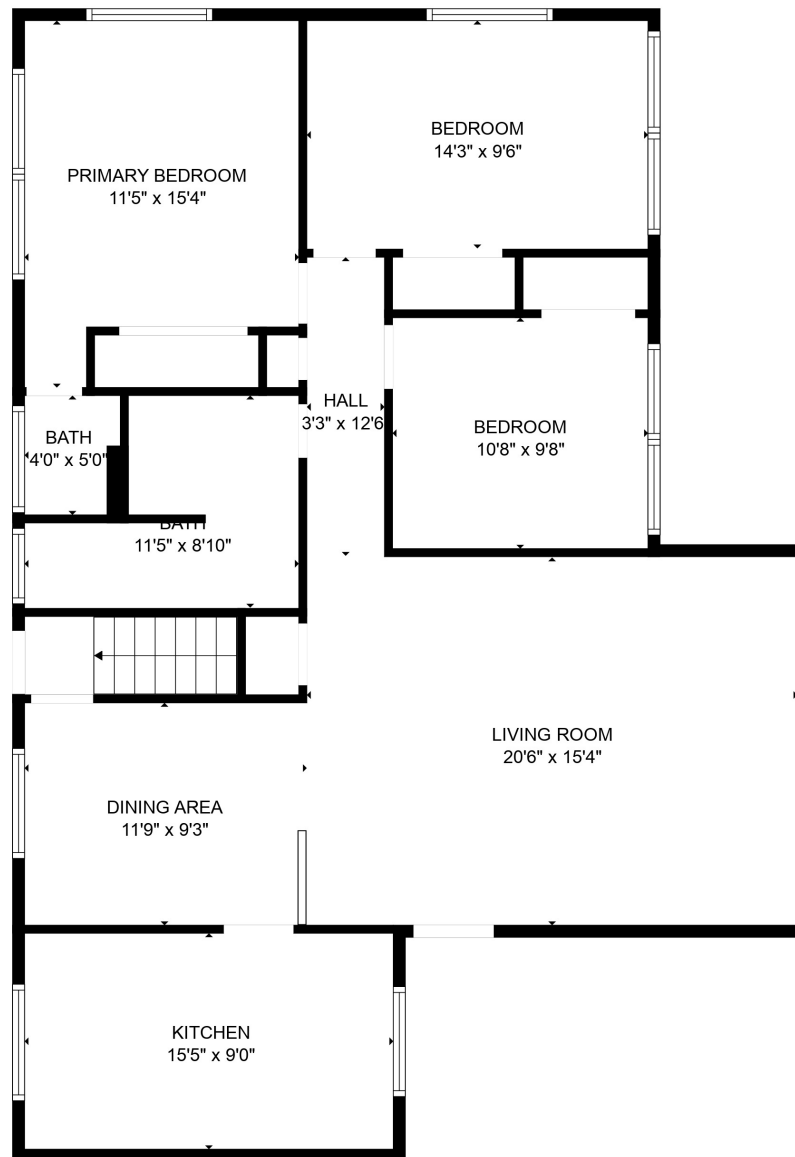 BEDROOM
14'3" x 9'6"
PRIMARY BEDROOM
11'5" x 15'4"
HALL
3'3" x 12'6
BEDROOM
10'8" x 9'8"
BATH
4'0" x 5'0"
BATH
11'5" x 8'10"
LIVING ROOM
20'6" x 15'4"
DINING AREA
11'9" x 9'3"
KITCHEN
15'5" x 9'0"